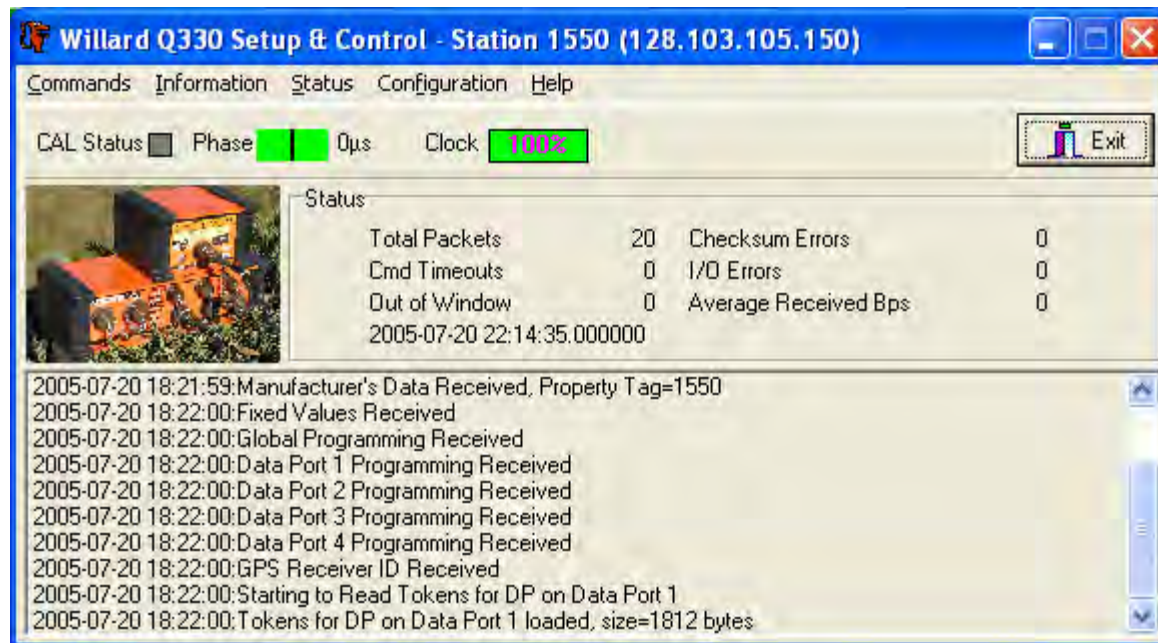 Willard Q330 Setup & Control - Station 1550 (128.103.105.150)
Commands Information Status Configuration Help
CAL Status Phase 0µs Clock 100% Exit
Status
Total Packets 20 Checksum Errors 0
Cmd Timeouts 0 I/O Errors 0
Out of Window 0 Average Received Bps 0
2005-07-20 22:14:35.000000
2005-07-20 18:21:59:Manufacturer's Data Received, Property Tag=1550
2005-07-20 18:22:00:Fixed Values Received
2005-07-20 18:22:00:Global Programming Received
2005-07-20 18:22:00:Data Port 1 Programming Received
2005-07-20 18:22:00:Data Port 2 Programming Received
2005-07-20 18:22:00:Data Port 3 Programming Received
2005-07-20 18:22:00:Data Port 4 Programming Received
2005-07-20 18:22:00:GPS Receiver ID Received
2005-07-20 18:22:00:Starting to Read Tokens for DP on Data Port 1
2005-07-20 18:22:00:Tokens for DP on Data Port 1 loaded, size=1812 bytes